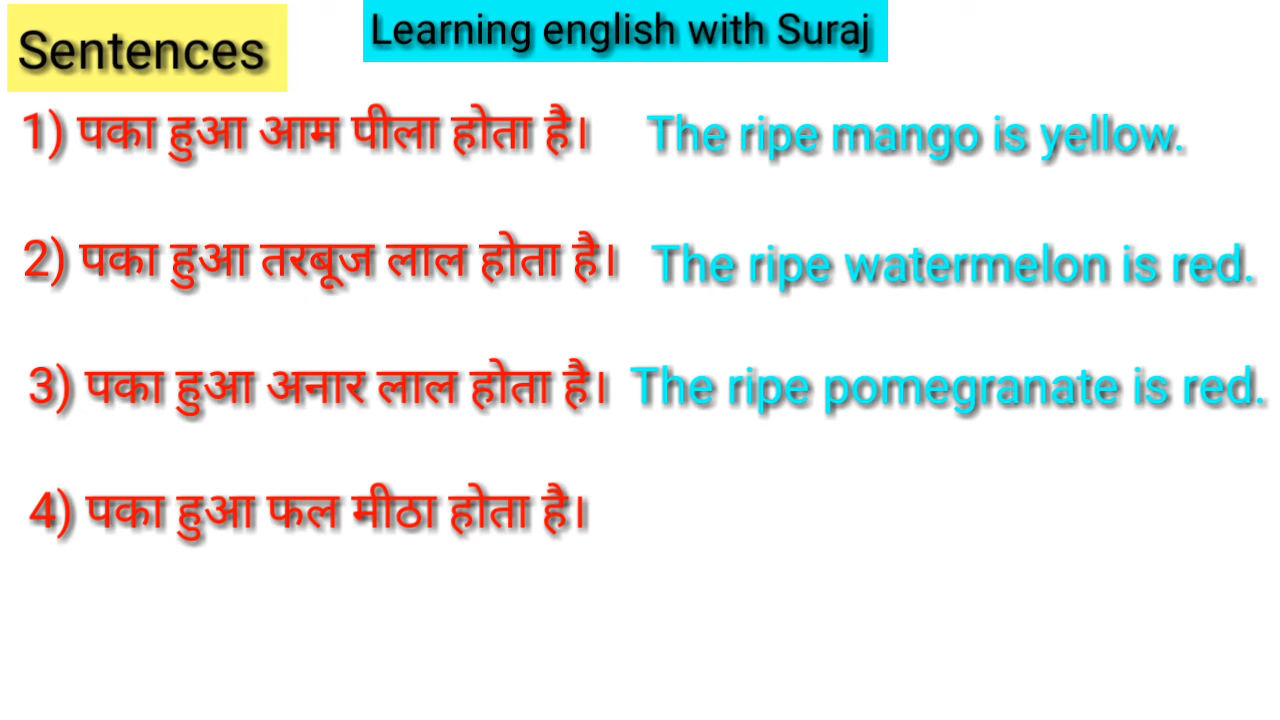 Learning english with Suraj
Sentences
1) पका हुआ आम पीला होता है। The ripe mango is yellow.
2) पका हुआ तरबूज लाल होता है। The ripe watermelon is red.
3) पका हुआ अनार लाल होता है। The ripe pomegranate is red.
4) पका हुआ फल मीठा होता है।